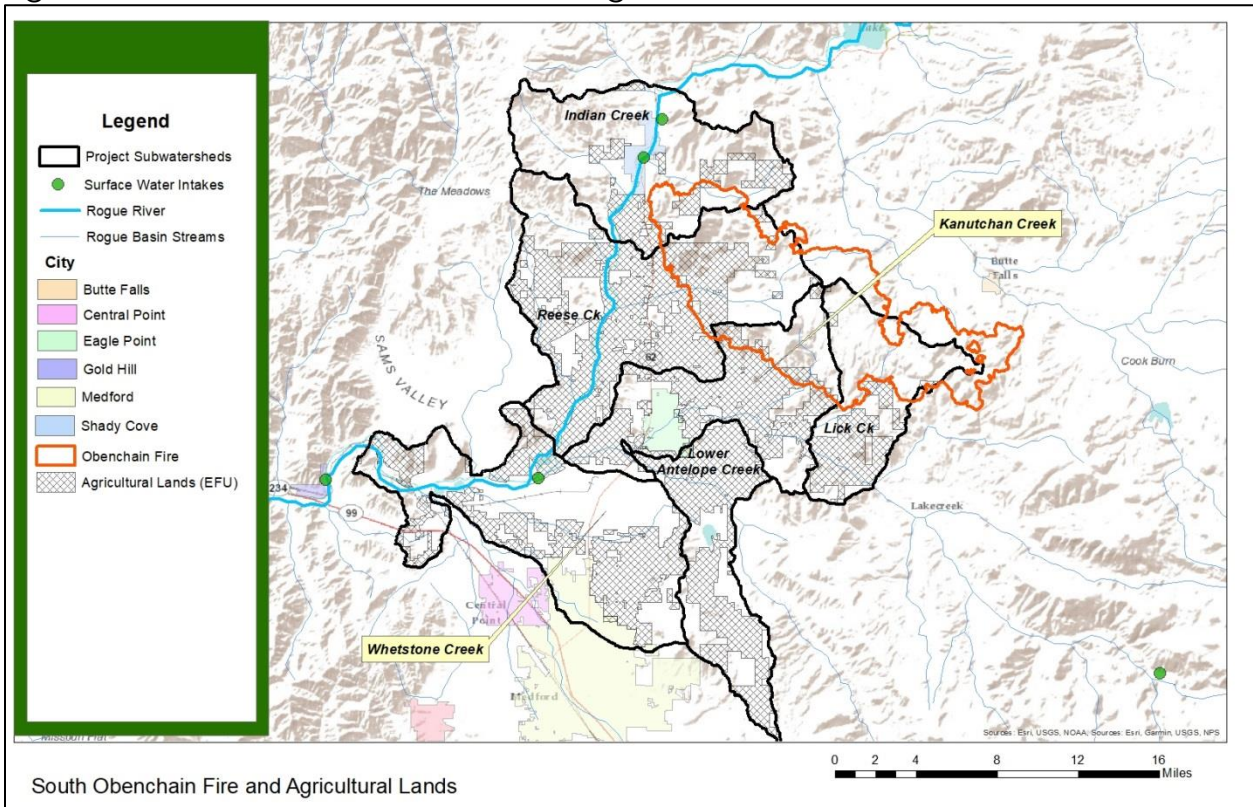 Legend
Project Subwatersheds
Surface Water Intakes
Rogue River
Rogue Basin Streams
City
Butte Falls
Central Point
Eagle Point
Gold Hill
Medford
Shady Cove
Obenchain Fire
Agricultural Lands (EFU)
Indian Creek
The Meadows
Kanutchan Creek
Butte
Falls
Reese Ck
62
SAMS VALLEY
Cook Burn
Lick Ck
Lower
Antelope Creek
234
99
Lakecreek
Central
Point
Whetstone Creek
Medford
Sources: Esri, USGS, NOAA, Sources: Esri, Garmin, USGS, NPS
0 2 4 8 12 16
Miles
South Obenchain Fire and Agricultural Lands